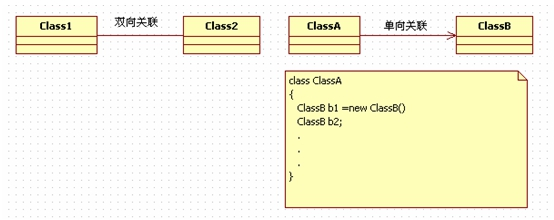 Class1
双向关联
Class2
ClassA
单向关联
ClassB
class ClassA
{
ClassB b1 =new ClassB()
ClassB b2;
.
.
.
}